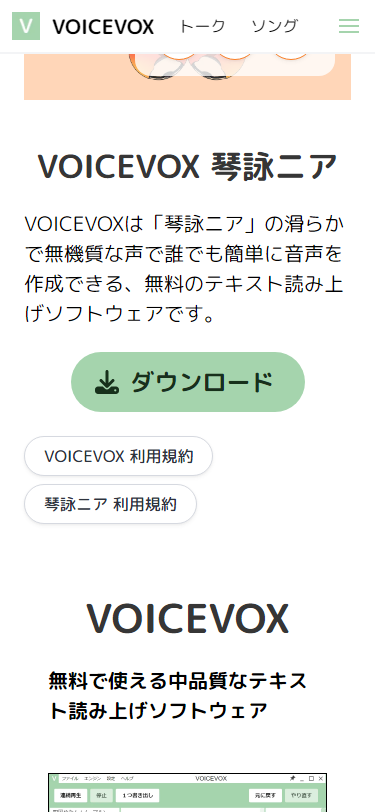 V VOICEVOX トーク ソング
VOICEVOX 琴詠ニア
VOICEVOXは「琴詠ニア」の滑らか
で無機質な声で誰でも簡単に音声を
作成できる、無料のテキスト読み上
げソフトウェアです。
ダウンロード
VOICEVOX 利用規約
琴詠ニア 利用規約
VOICEVOX
無料で使える中品質なテキス
ト読み上げソフトウェア
V ファイル エンジン 設定 ヘルプ VOICEVOX
連続再生 停止 1つ書き出し 元に戻す やり直す